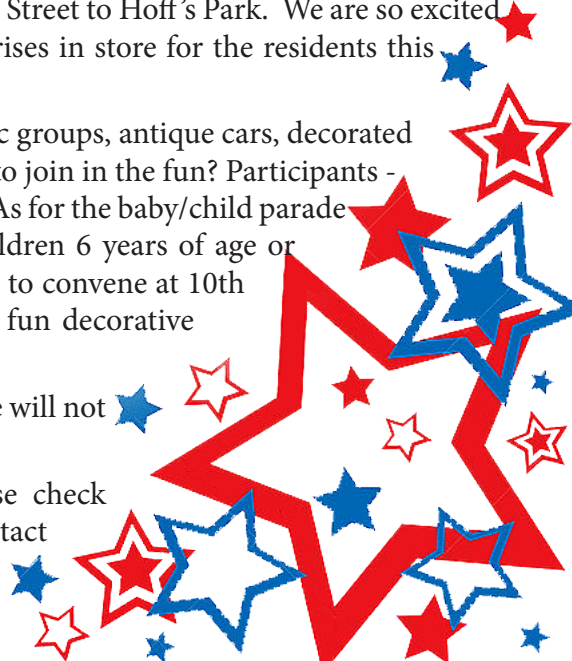 Street to Hoff's Park. We are so excited
rises in store for the residents this
c groups, antique cars, decorated
to join in the fun? Participants -
As for the baby/child parade
ldren 6 years of age or
to convene at 10th
fun decorative
e will not
se check
tact